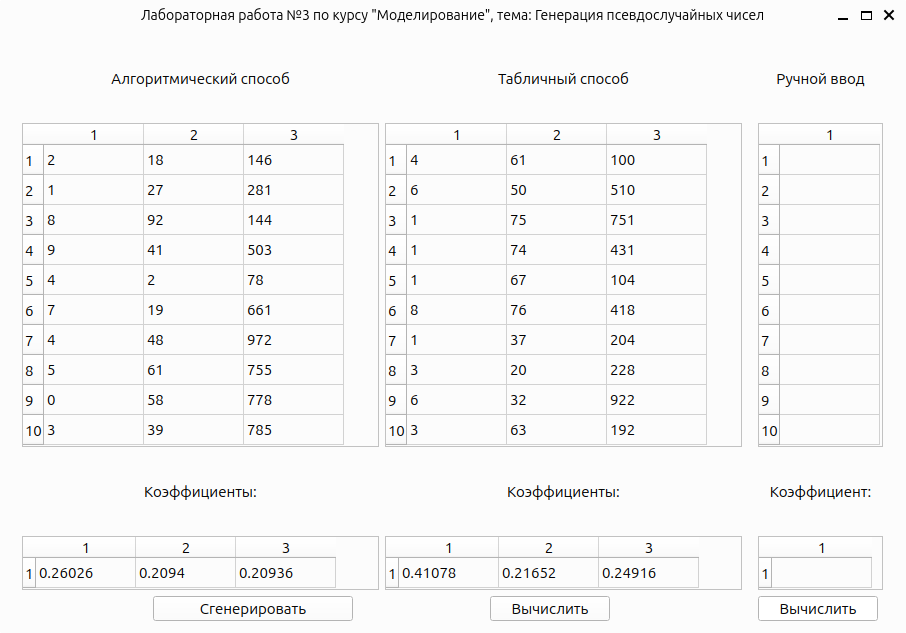 Лабораторная работа №3 по курсу "Моделирование", тема: Генерация псевдослучайных чисел
Алгоритмический способ Табличный способ Ручной ввод
1 2 3 1 2 3 1
1 2 18 146 1 4 61 100 1
2 1 27 281 2 6 50 510 2
3 8 92 144 3 1 75 751 3
4 9 41 503 4 1 74 431 4
5 4 2 78 5 1 67 104 5
6 7 19 661 6 8 76 418 6
7 4 48 972 7 1 37 204 7
8 5 61 755 8 3 20 228 8
9 0 58 778 9 6 32 922 9
10 3 39 785 10 3 63 192 10
Коэффициенты: Коэффициенты: Коэффициент:
1 2 3 1 2 3 1
1 0.26026 0.2094 0.20936 1 0.41078 0.21652 0.24916 1
Сгенерировать Вычислить Вычислить